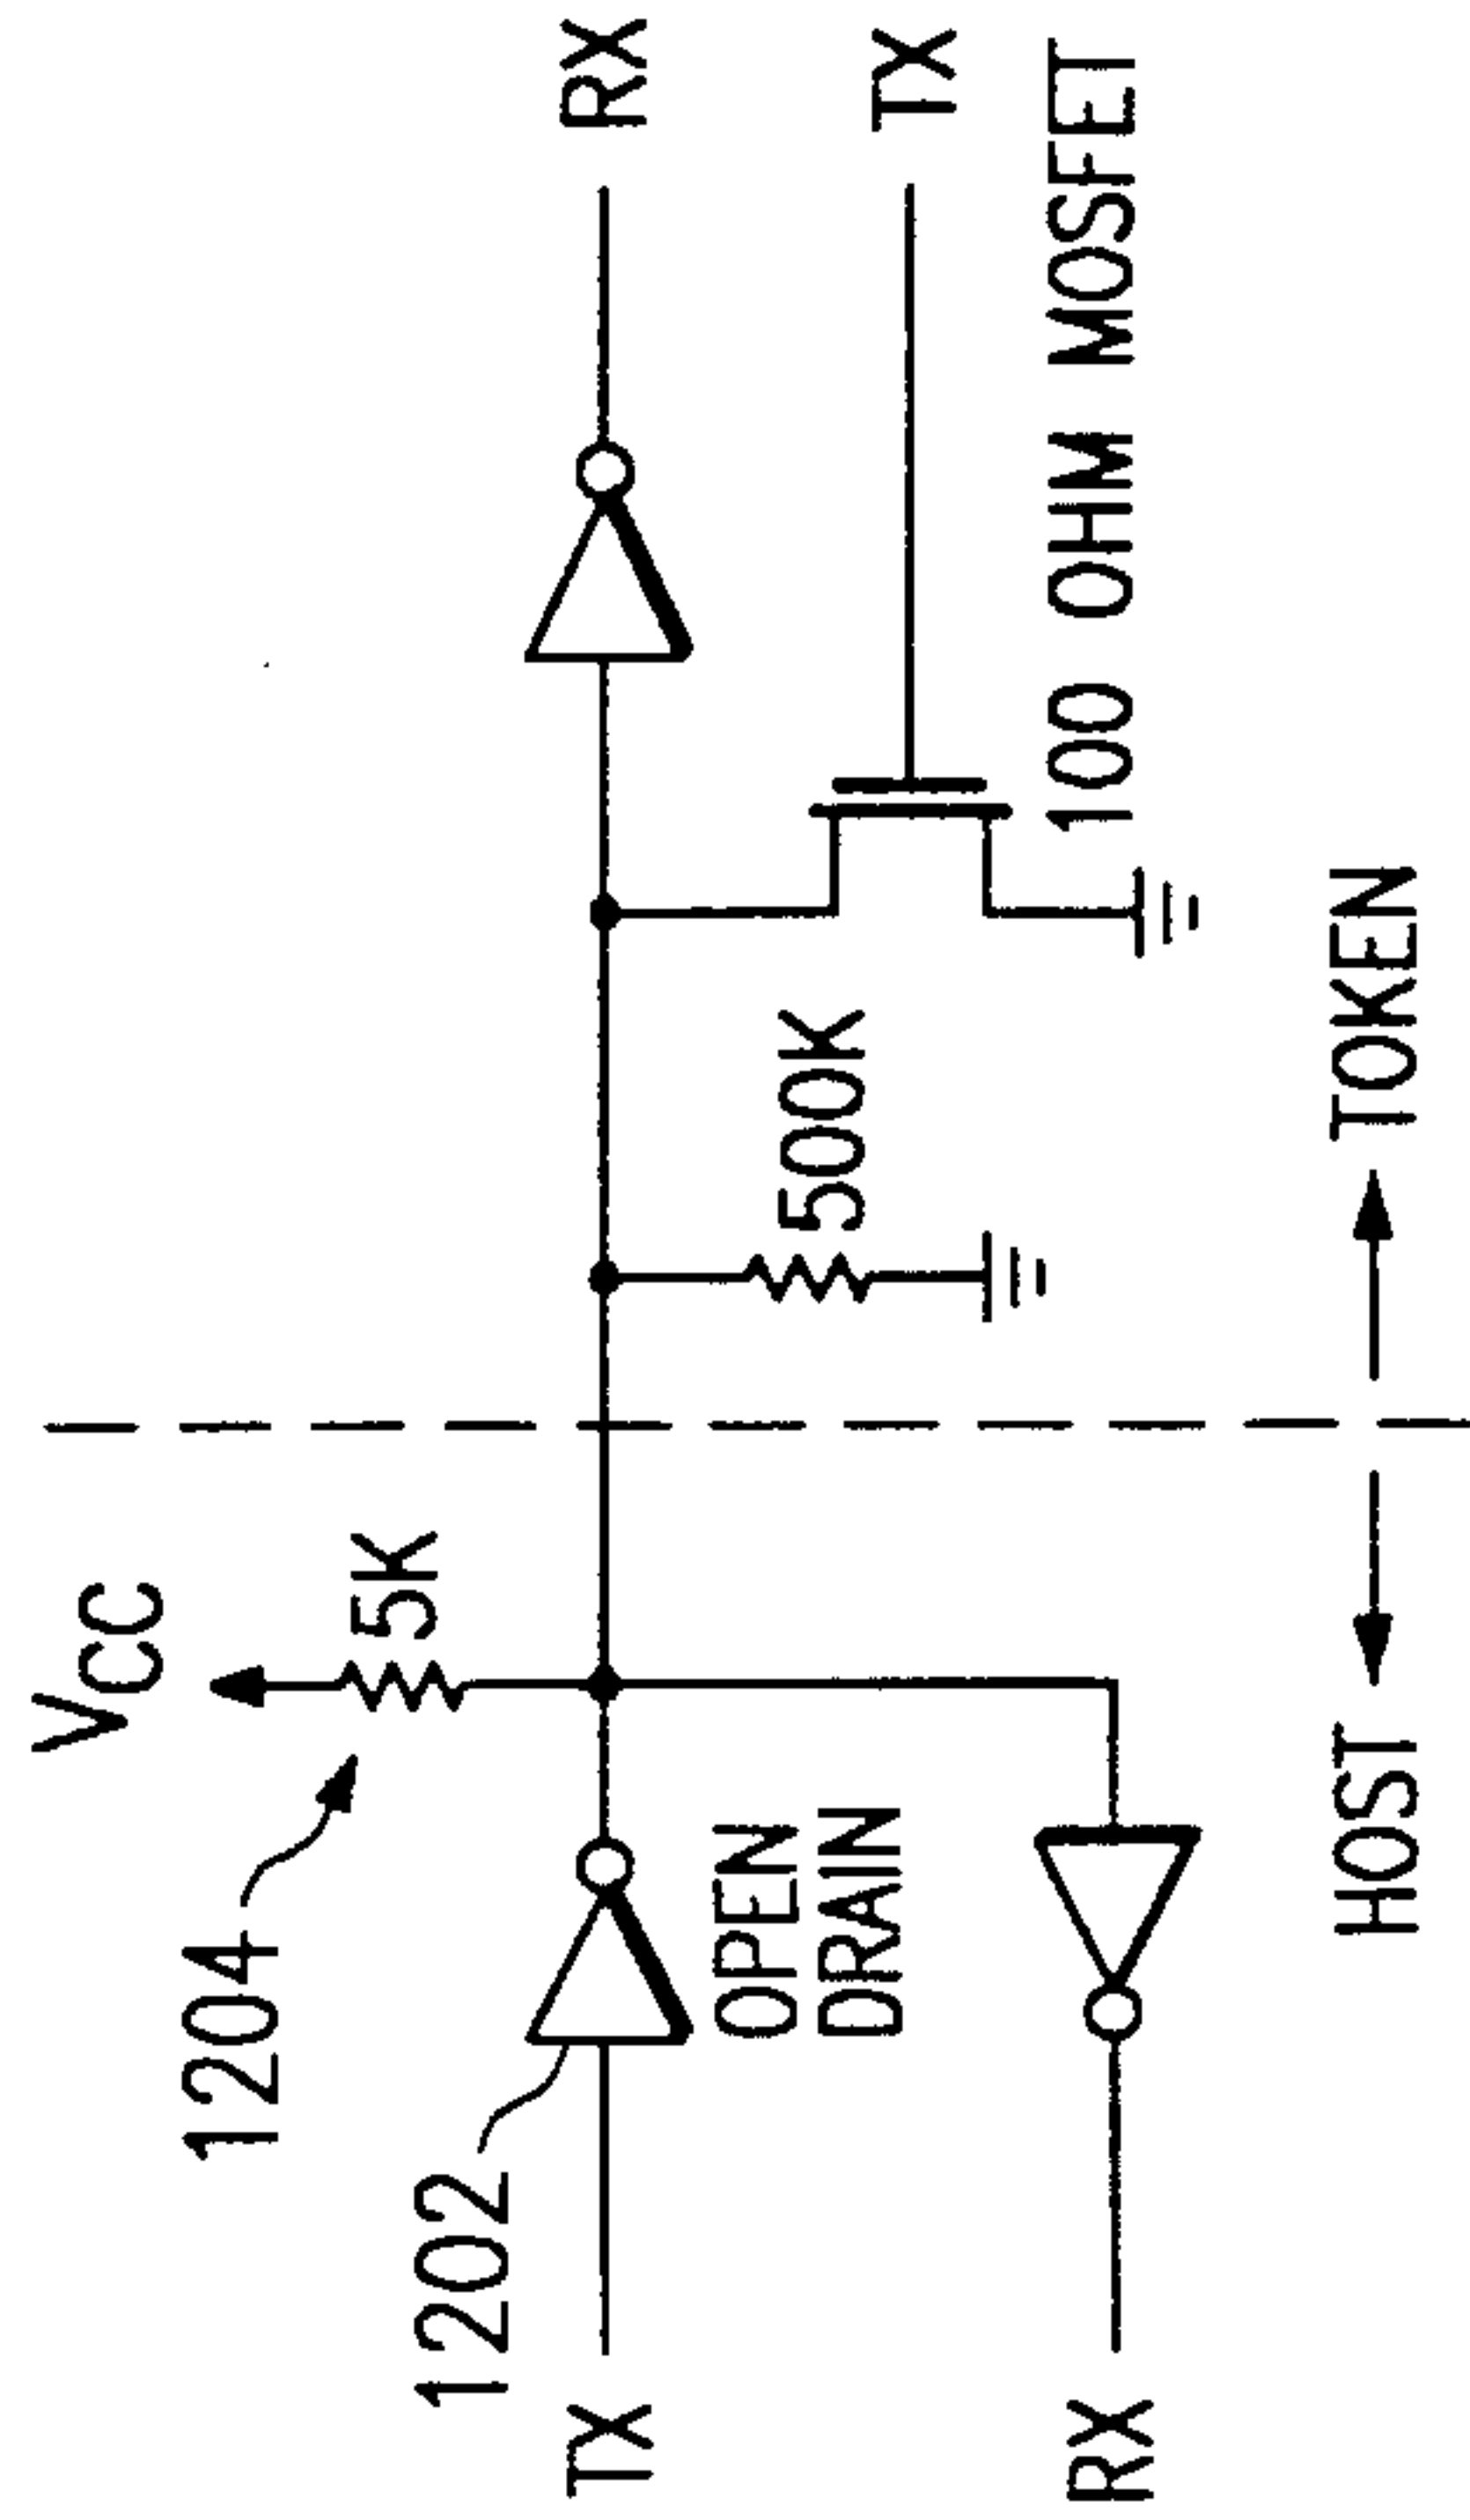 Vcc
1204
5K
1202
TX
RX
OPEN
DRAIN
500K
TX
RX
100 OHM MOSFET
HOST
TOKEN